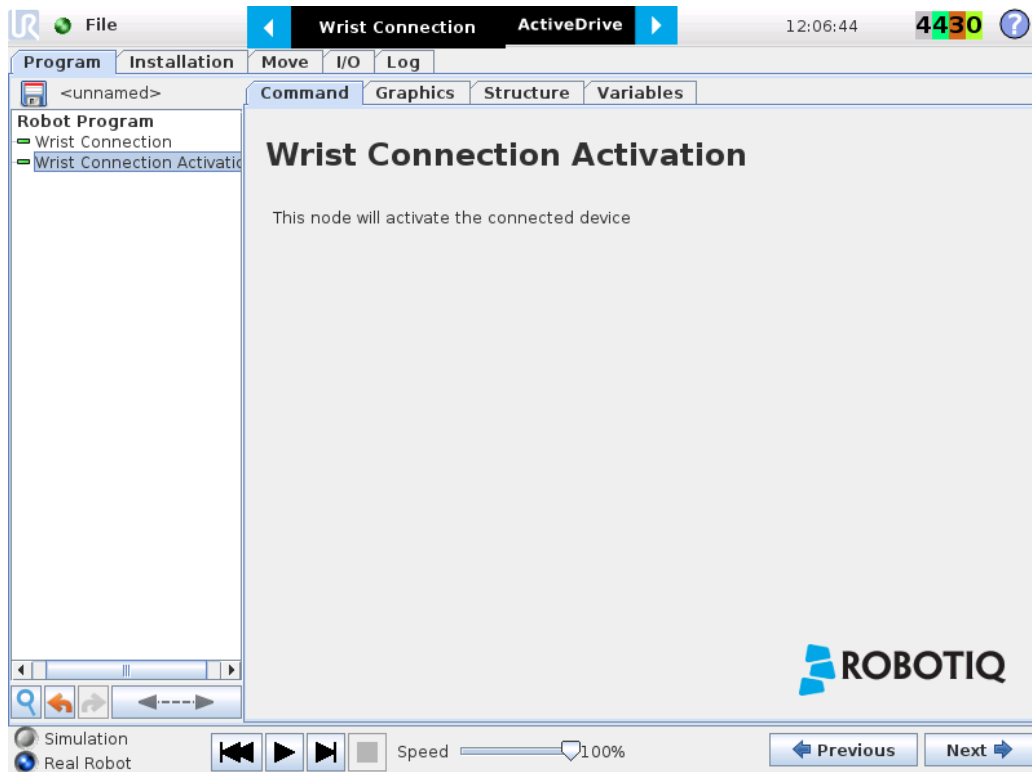 UR File Wrist Connection ActiveDrive 12:06:44 4430 ?
Program Installation Move I/O Log
<unnamed> Command Graphics Structure Variables
Robot Program
Wrist Connection
Wrist Connection Activatio
Wrist Connection Activation
This node will activate the connected device
ROBOTIQ
Simulation
Real Robot
Speed 100% Previous Next